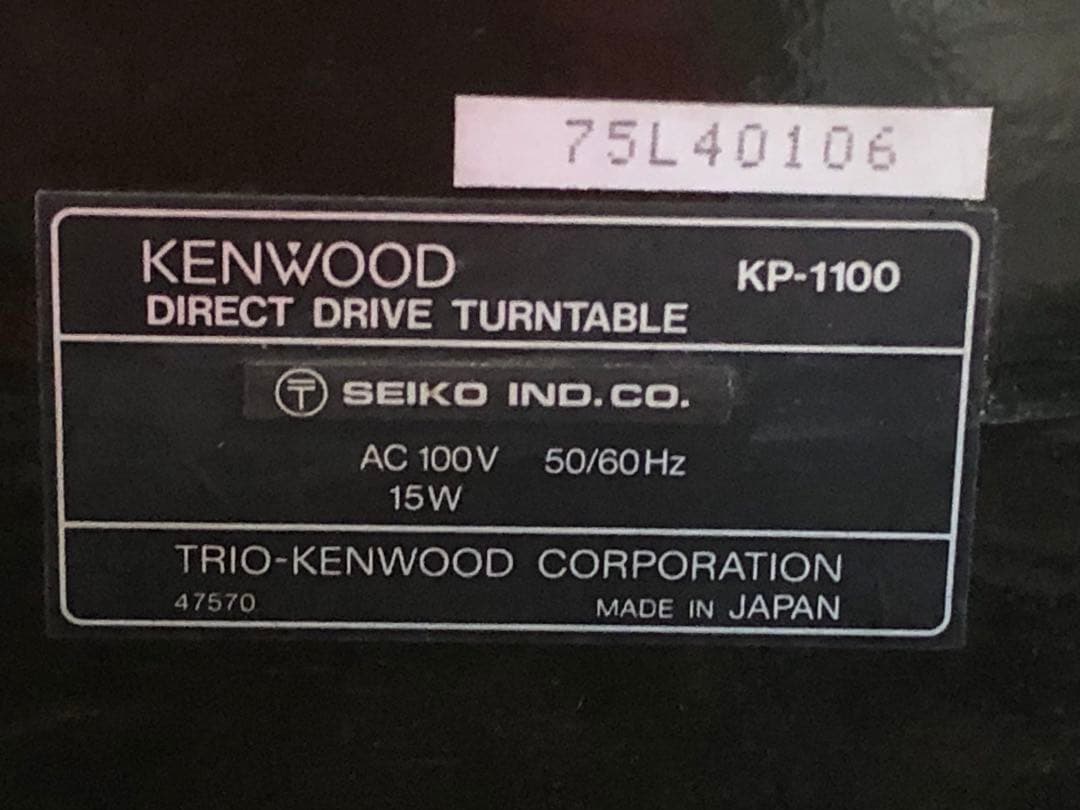 75L40106
KENWOOD KP-1100
DIRECT DRIVE TURNTABLE
〒 SEIKO IND.CO.
AC 100V 50/60Hz
15W
TRIO-KENWOOD CORPORATION
47570 MADE IN JAPAN